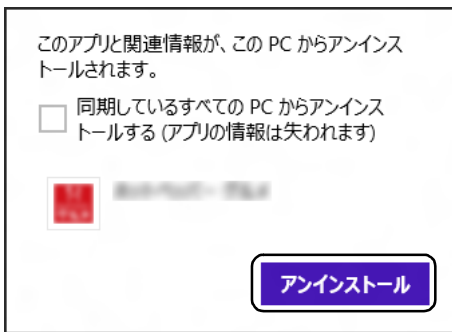 このアプリと関連情報が、この PC からアンインス
トールされます。
同期しているすべての PC からアンインス
トールする (アプリの情報は失われます)
アンインストール